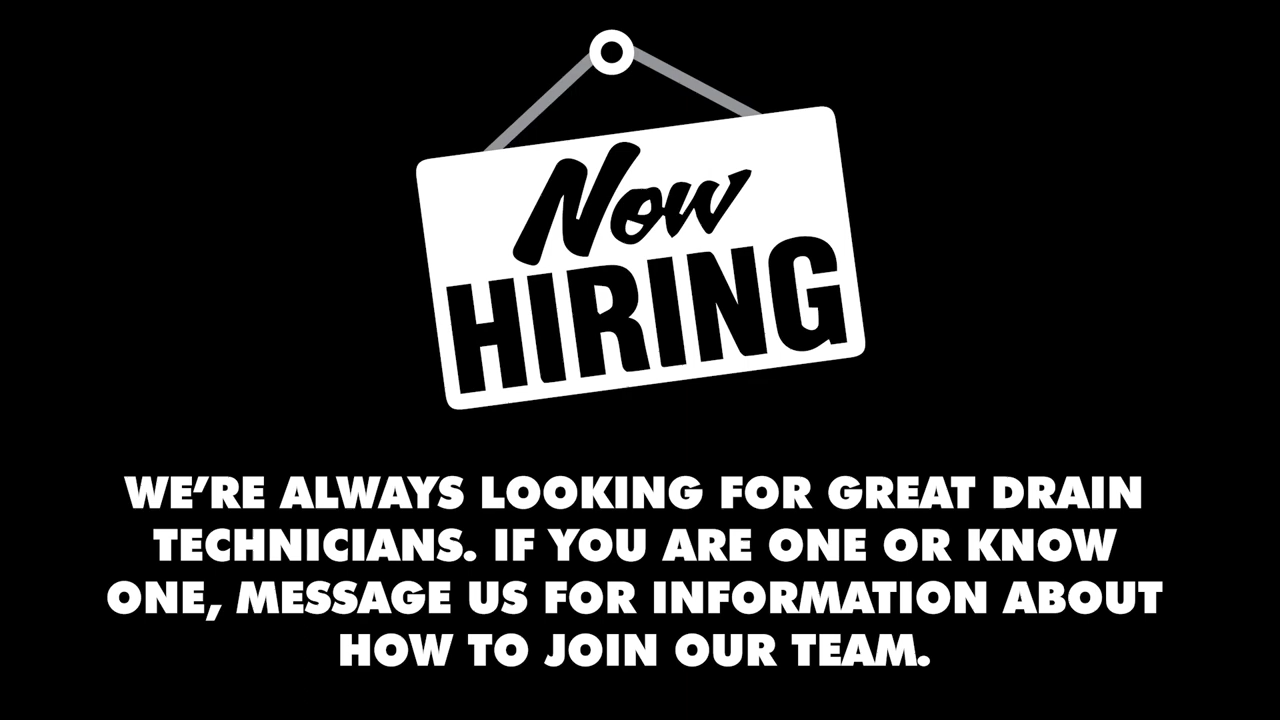 Now
HIRING
WE’RE ALWAYS LOOKING FOR GREAT DRAIN
TECHNICIANS. IF YOU ARE ONE OR KNOW
ONE, MESSAGE US FOR INFORMATION ABOUT
HOW TO JOIN OUR TEAM.